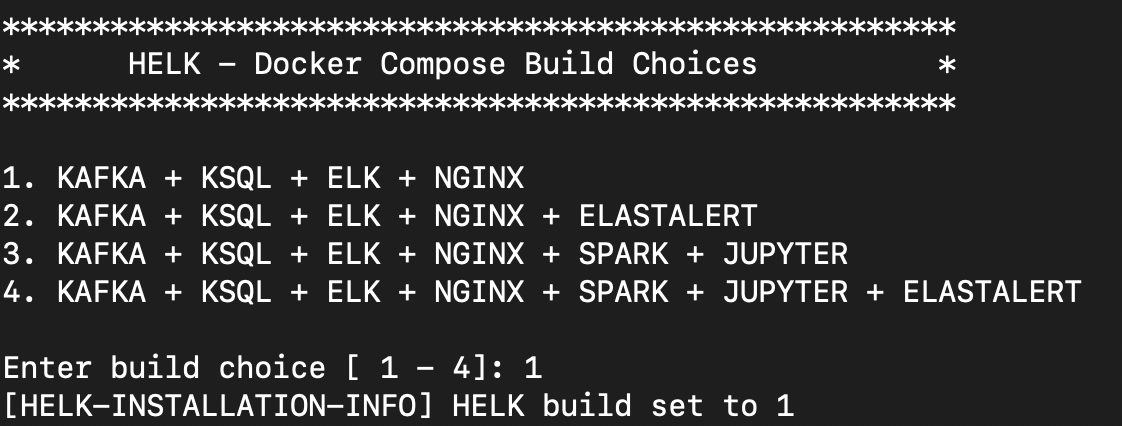 *****************************************************
*      HELK - Docker Compose Build Choices          *
*****************************************************
1. KAFKA + KSQL + ELK + NGINX
2. KAFKA + KSQL + ELK + NGINX + ELASTALERT
3. KAFKA + KSQL + ELK + NGINX + SPARK + JUPYTER
4. KAFKA + KSQL + ELK + NGINX + SPARK + JUPYTER + ELASTALERT
Enter build choice [ 1 - 4]: 1
[HELK-INSTALLATION-INFO] HELK build set to 1